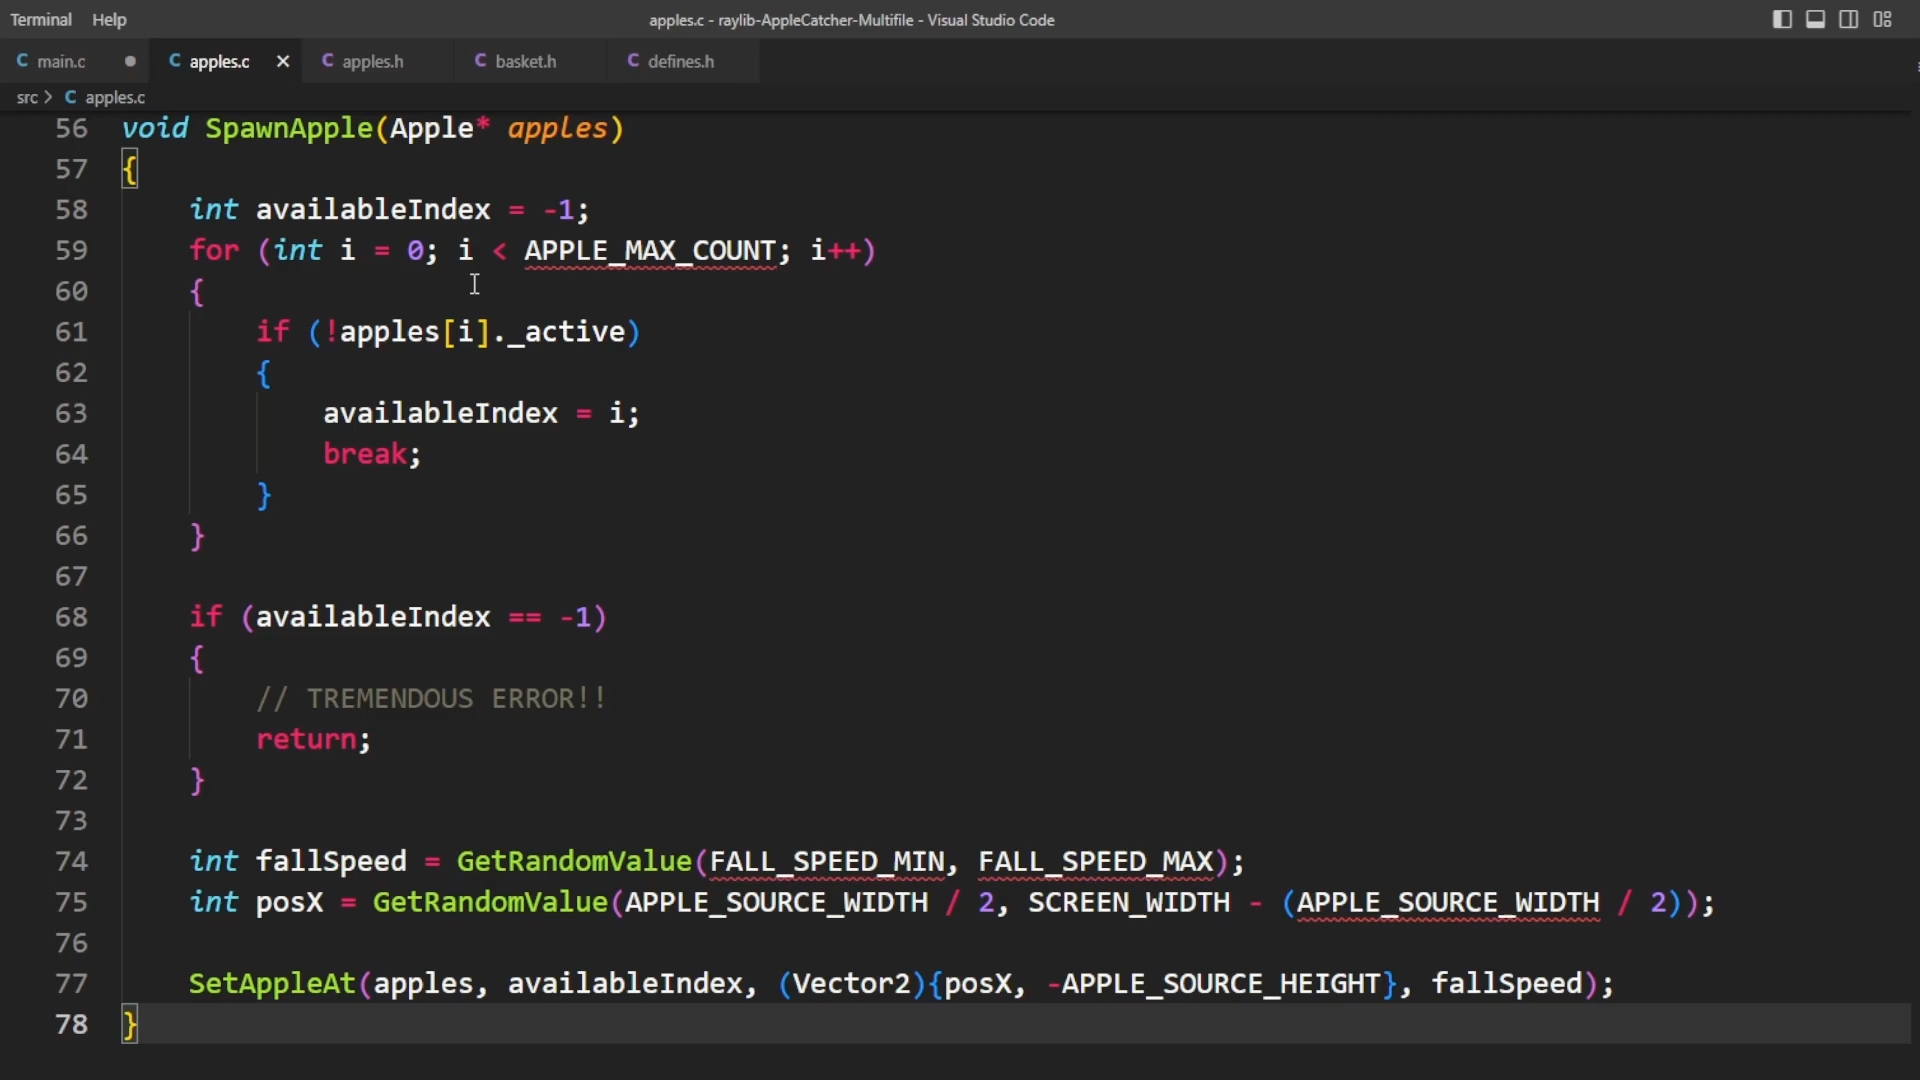 Terminal Help apples.c - raylib-AppleCatcher-Multifile - Visual Studio Code
C main.c ● C apples.c × C apples.h C basket.h C defines.h
src > C apples.c
56 void SpawnApple(Apple* apples)
57 {
58 int availableIndex = -1;
59 for (int i = 0; i < APPLE_MAX_COUNT; i++)
60 {
61 if (!apples[i]._active)
62 {
63 availableIndex = i;
64 break;
65 }
66 }
67
68 if (availableIndex == -1)
69 {
70 // TREMENDOUS ERROR!!
71 return;
72 }
73
74 int fallSpeed = GetRandomValue(FALL_SPEED_MIN, FALL_SPEED_MAX);
75 int posX = GetRandomValue(APPLE_SOURCE_WIDTH / 2, SCREEN_WIDTH - (APPLE_SOURCE_WIDTH / 2));
76
77 SetAppleAt(apples, availableIndex, (Vector2){posX, -APPLE_SOURCE_HEIGHT}, fallSpeed);
78 }